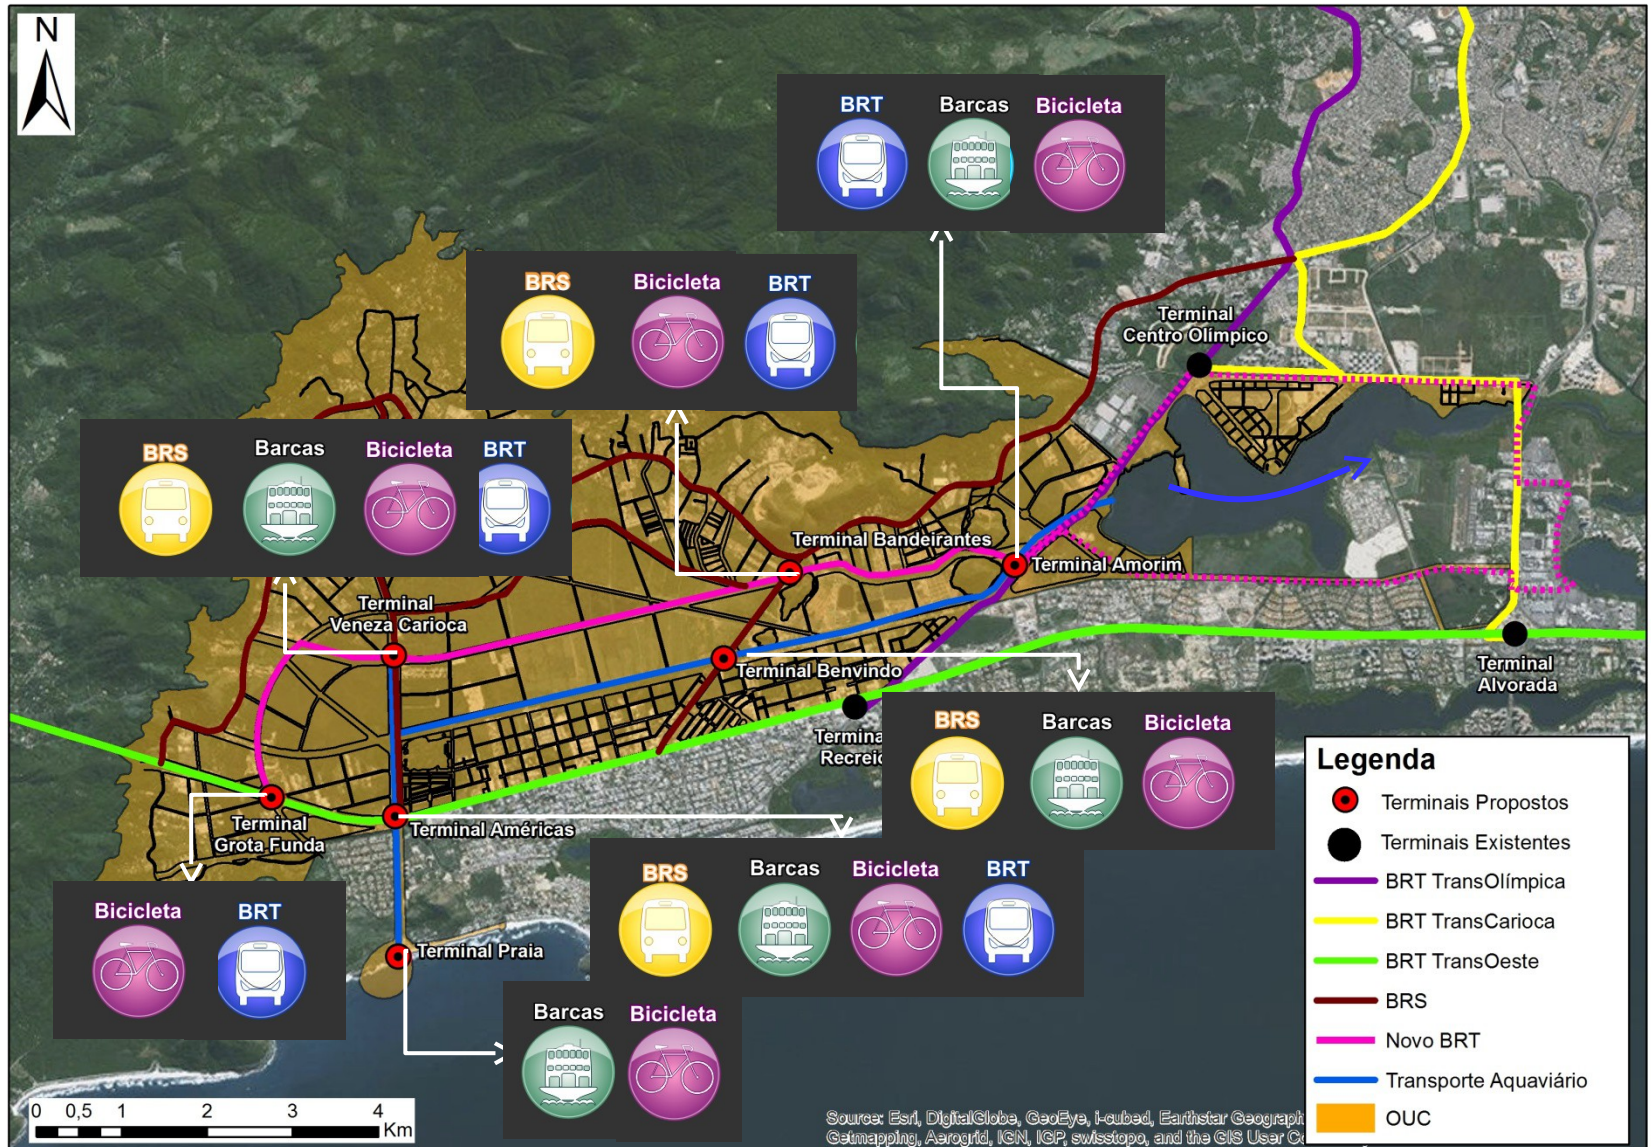 N
BRT
Barcas
Bicicleta
BRS
Bicicleta
BRT
Terminal
Centro Olímpico
BRS
Barcas
Bicicleta
BRT
Terminal Bandeirantes
Terminal Amorim
Terminal
Veneza Carioca
Terminal Benvindo
Terminal
Alvorada
BRS
Barcas
Bicicleta
Terminal
Grota Funda
Terminal Américas
BRS
Barcas
Bicicleta
BRT
Bicicleta
BRT
Terminal Praia
Barcas
Bicicleta
Legenda
Terminais Propostos
Terminais Existentes
BRT TransOlímpica
BRT TransCarioca
BRT TransOeste
BRS
Novo BRT
Transporte Aquaviário
OUC
0 0,5 1 2 3 4
Km
Source: Esri, DigitalGlobe, GeoEye, i-cubed, Earthstar
Getmapping, Aerogrid, IGN, IGP, swisstopo, and the GIS User